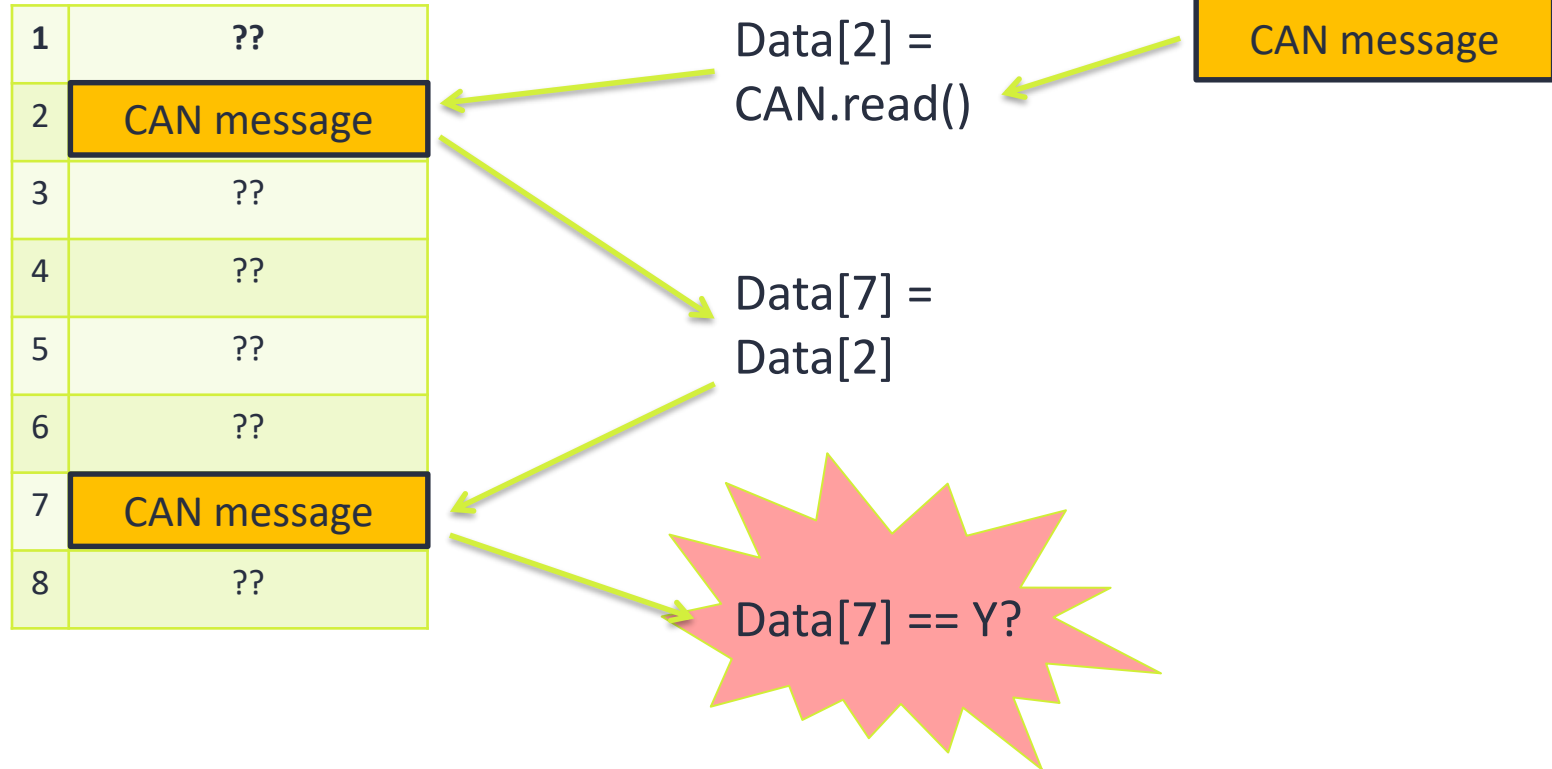 1 ??
2 CAN message
3 ??
4 ??
5 ??
6 ??
7 CAN message
8 ??
Data[2] =
CAN.read()
CAN message
Data[7] =
Data[2]
Data[7] == Y?